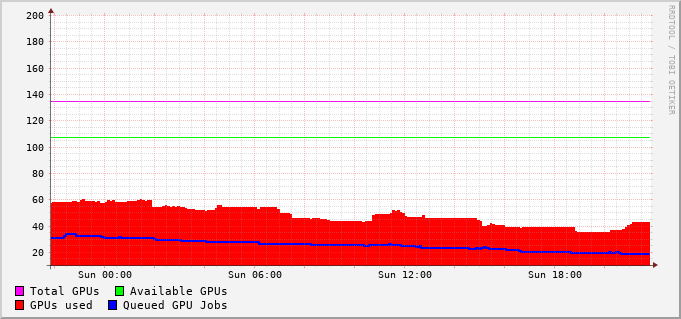 200
180
160
140
120
100
80
60
40
20
Sun 00:00 Sun 06:00 Sun 12:00 Sun 18:00
Total GPUs Available GPUs
GPUs used Queued GPU Jobs
RRDTOOL / TOBI OETIKER